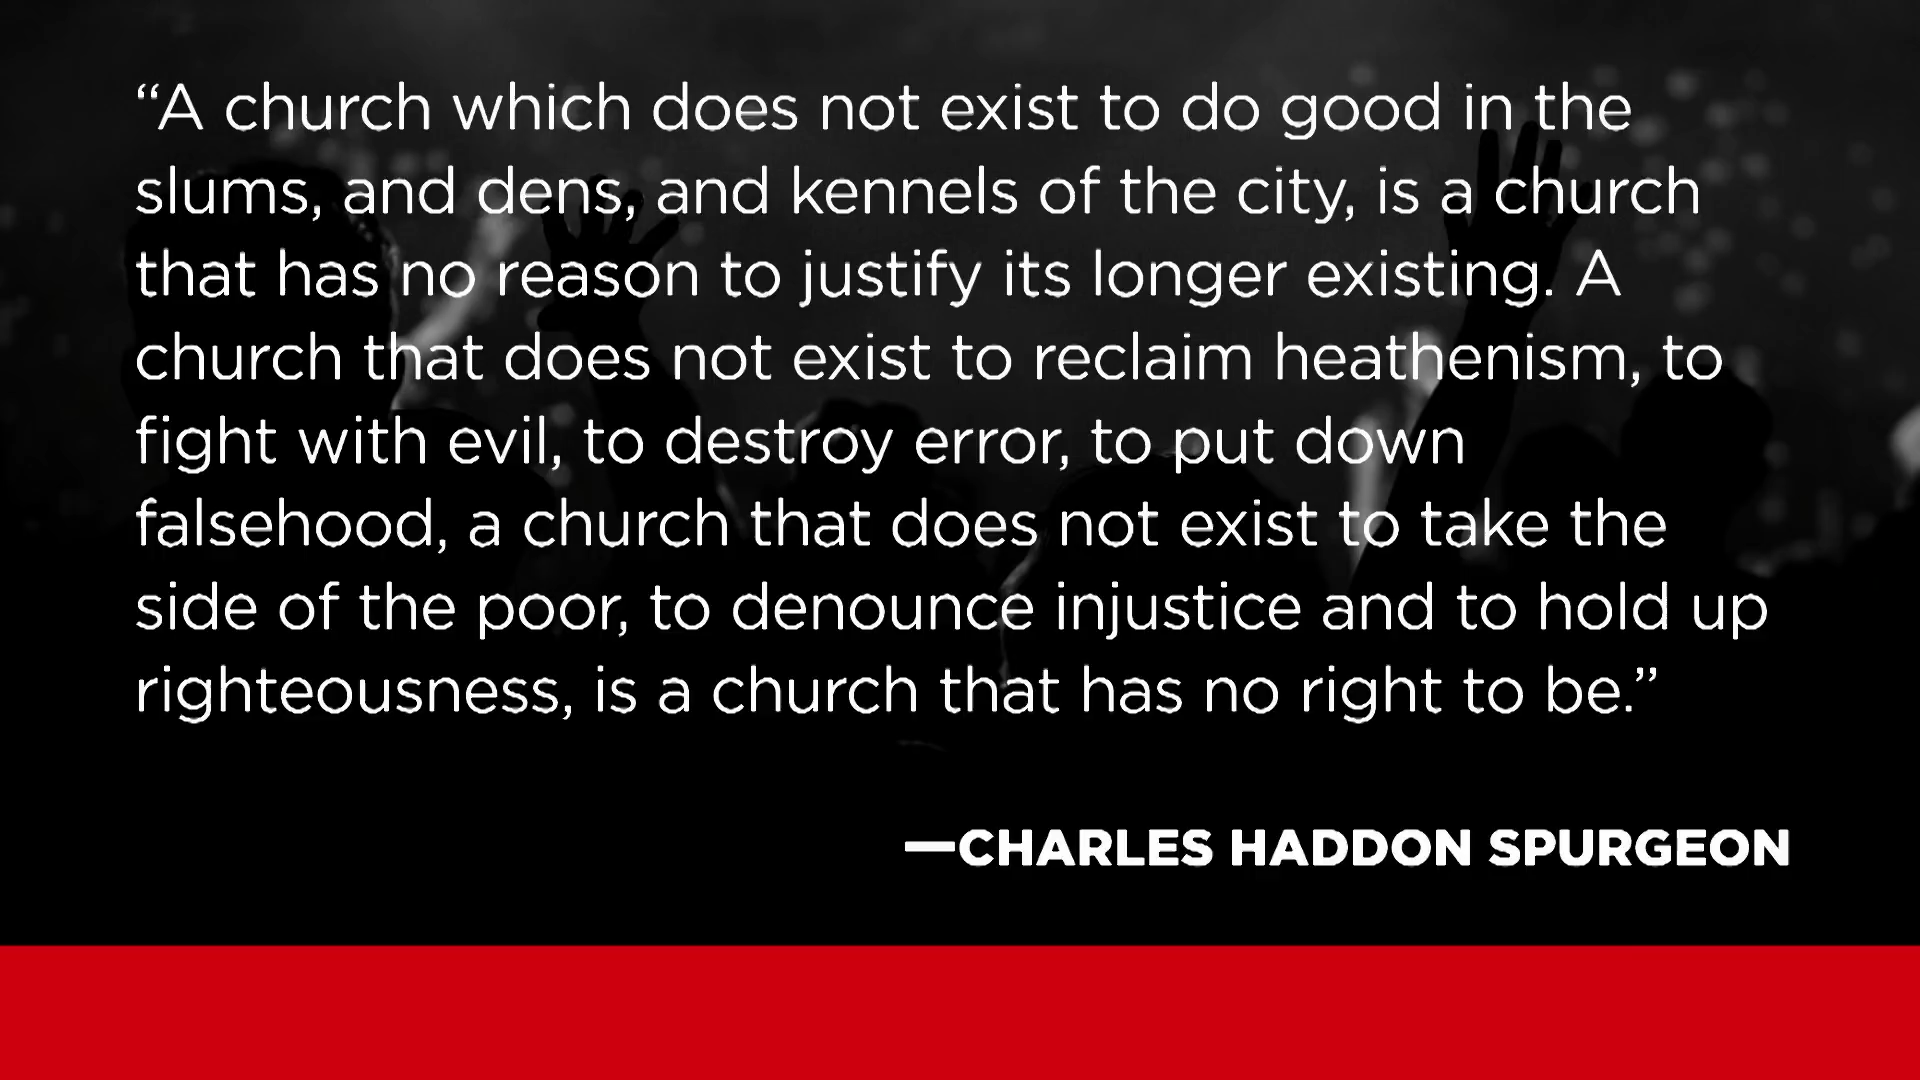 “A church which does not exist to do good in the
slums, and dens, and kennels of the city, is a church
that has no reason to justify its longer existing. A
church that does not exist to reclaim heathenism, to
fight with evil, to destroy error, to put down
falsehood, a church that does not exist to take the
side of the poor, to denounce injustice and to hold up
righteousness, is a church that has no right to be.”
—CHARLES HADDON SPURGEON